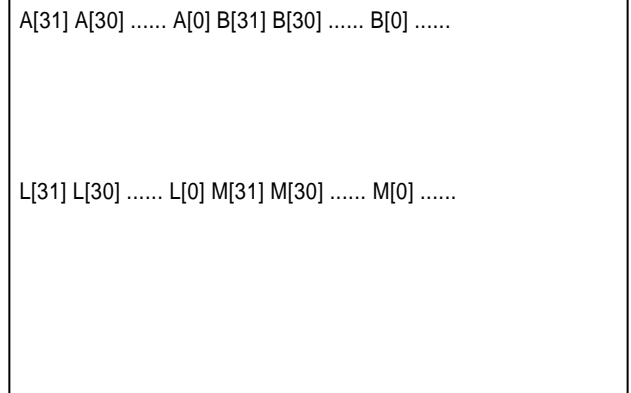 A[31] A[30] ...... A[0] B[31] B[30] ...... B[0] ......
L[31] L[30] ...... L[0] M[31] M[30] ...... M[0] ......